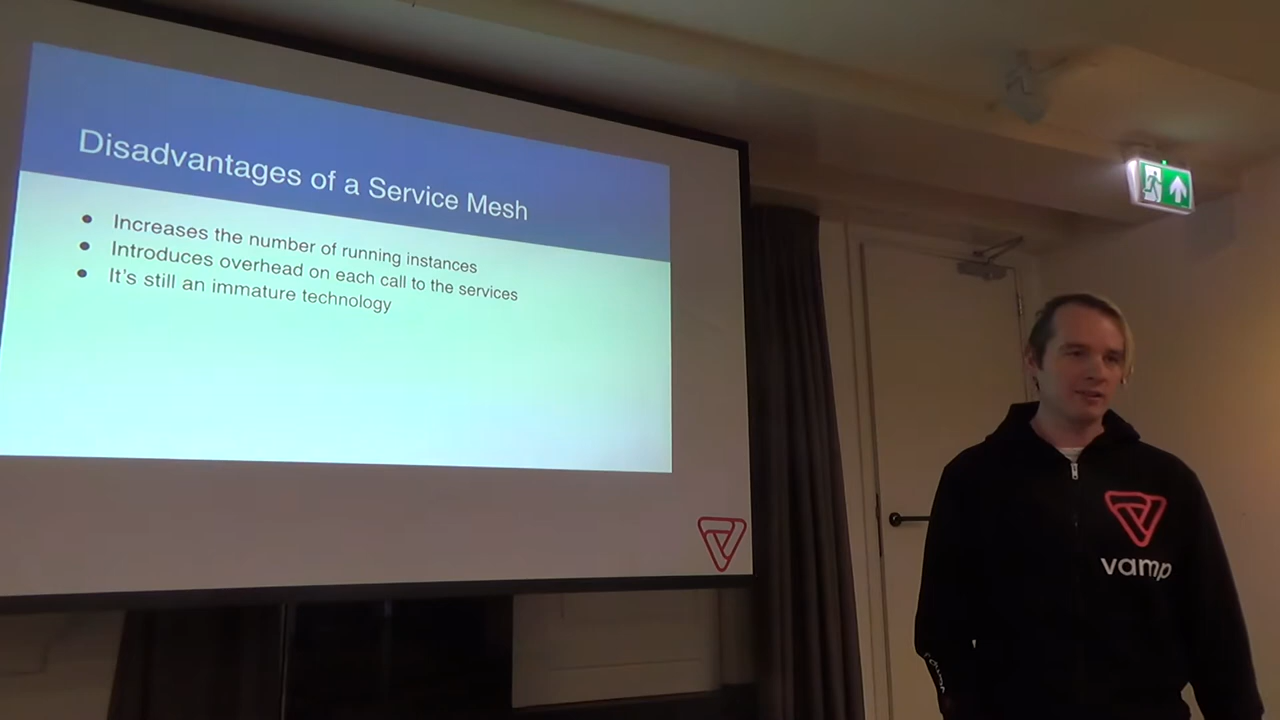 Disadvantages of a Service Mesh
● Increases the number of running instances
● Introduces overhead on each call to the services
● It's still an immature technology
vamp